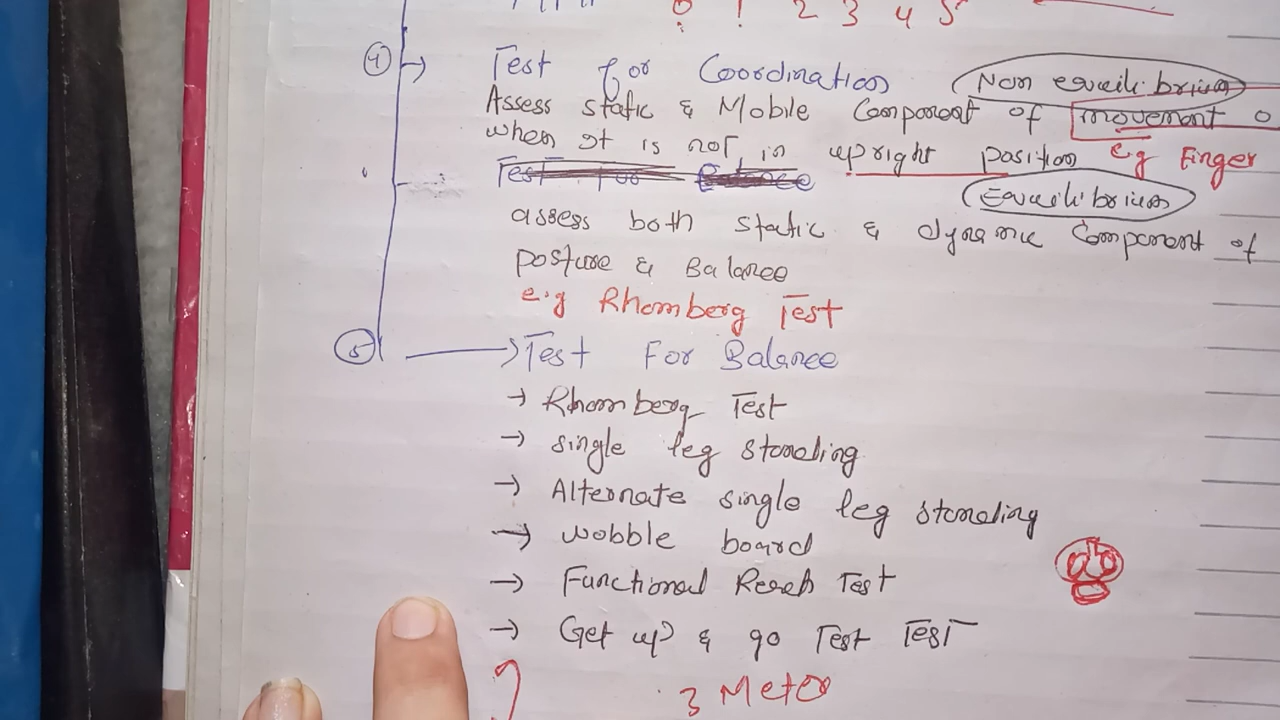 0 1 2 3 4 5
4 → Test for Coordination Non equilibrium
Assess static & Mobile Component of movement o
when It is not in upright position e.g Finger
Test For Balance
Equilibrium
assess both static & dynamic Component of
posture & Balance
e.g Rhomberg Test
5 → Test For Balance
→ Rhomberg Test
→ single leg standing
→ Alternate single leg standing
→ wobble board
→ Functional Reach Test
→ Get up & go Test Test
3 Meter